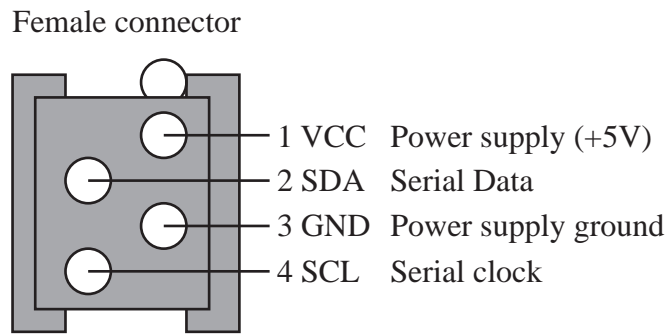 Female connector
1 VCC Power supply (+5V)
2 SDA Serial Data
3 GND Power supply ground
4 SCL Serial clock